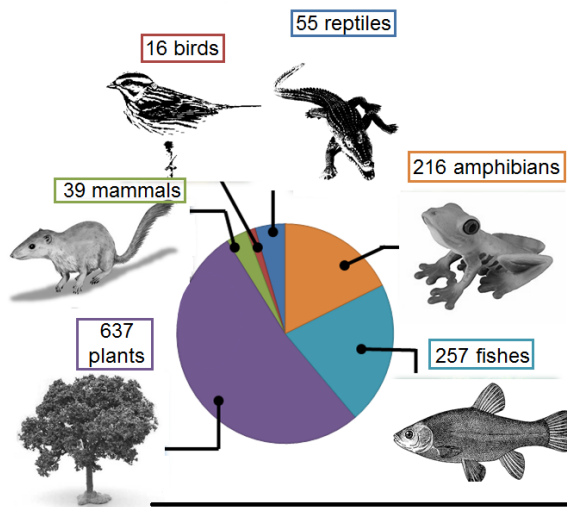 55 reptiles
16 birds
216 amphibians
39 mammals
637
plants
257 fishes